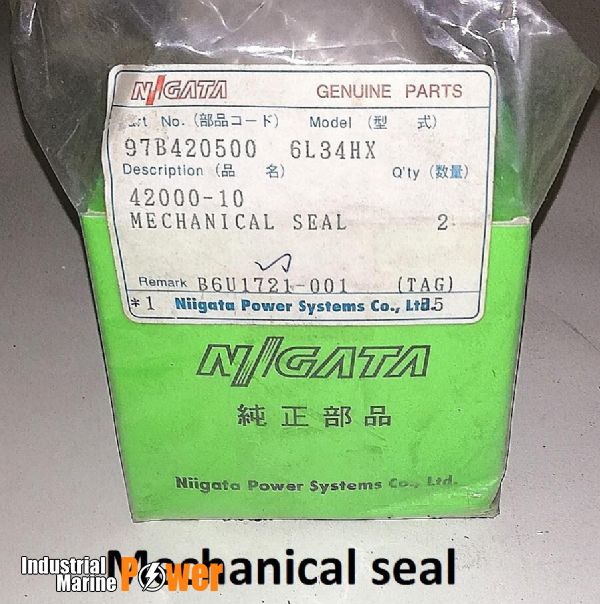 NIIGATA GENUINE PARTS
No. (部品コード) Model (型 式)
97B420500 6L34HX
Description (品 名) Q'ty (数量)
42000-10
MECHANICAL SEAL 2
Remark B6U1721-001 (TAG)
*1 Niigata Power Systems Co., Ltd.
NIIGATA
純正部品
Niigata Power Systems Co., Ltd.
Industrial Marine Power
Mechanical seal